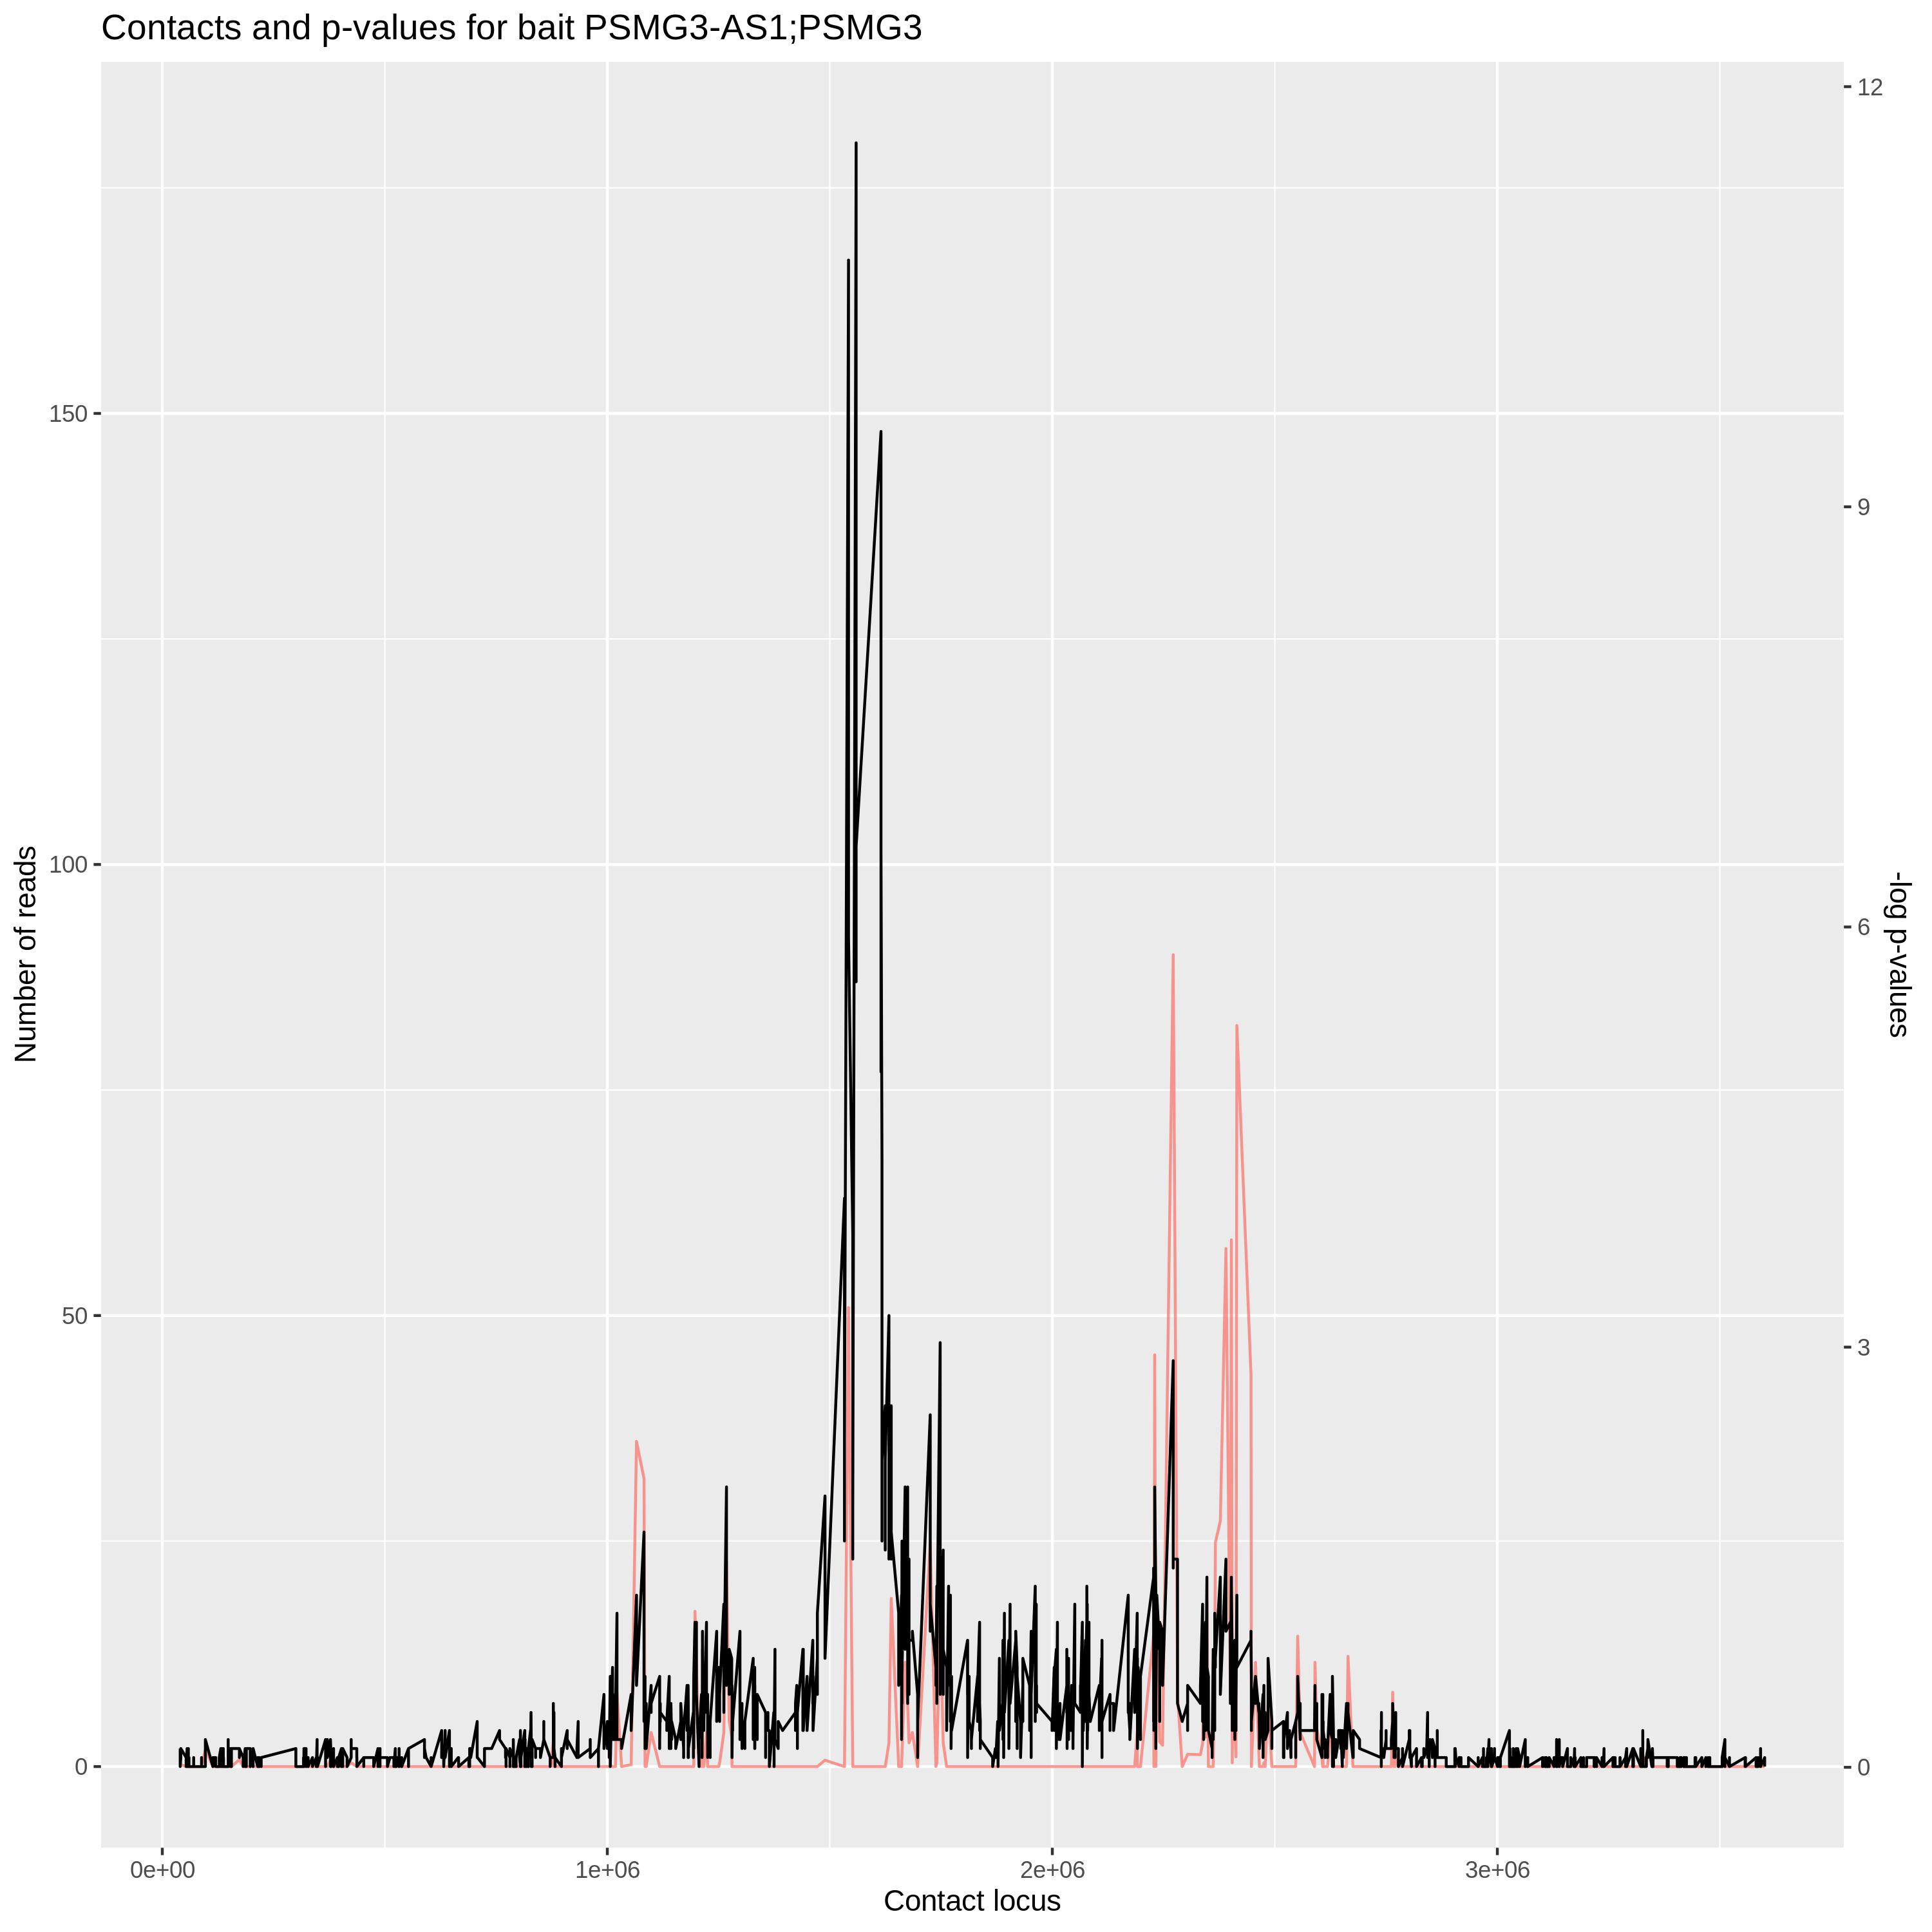 Contacts and p-values for bait PSMG3-AS1;PSMG3
12
150
9
100
6
50
3
0
0
Number of reads
-log p-values
0e+00
1e+06
2e+06
3e+06
Contact locus